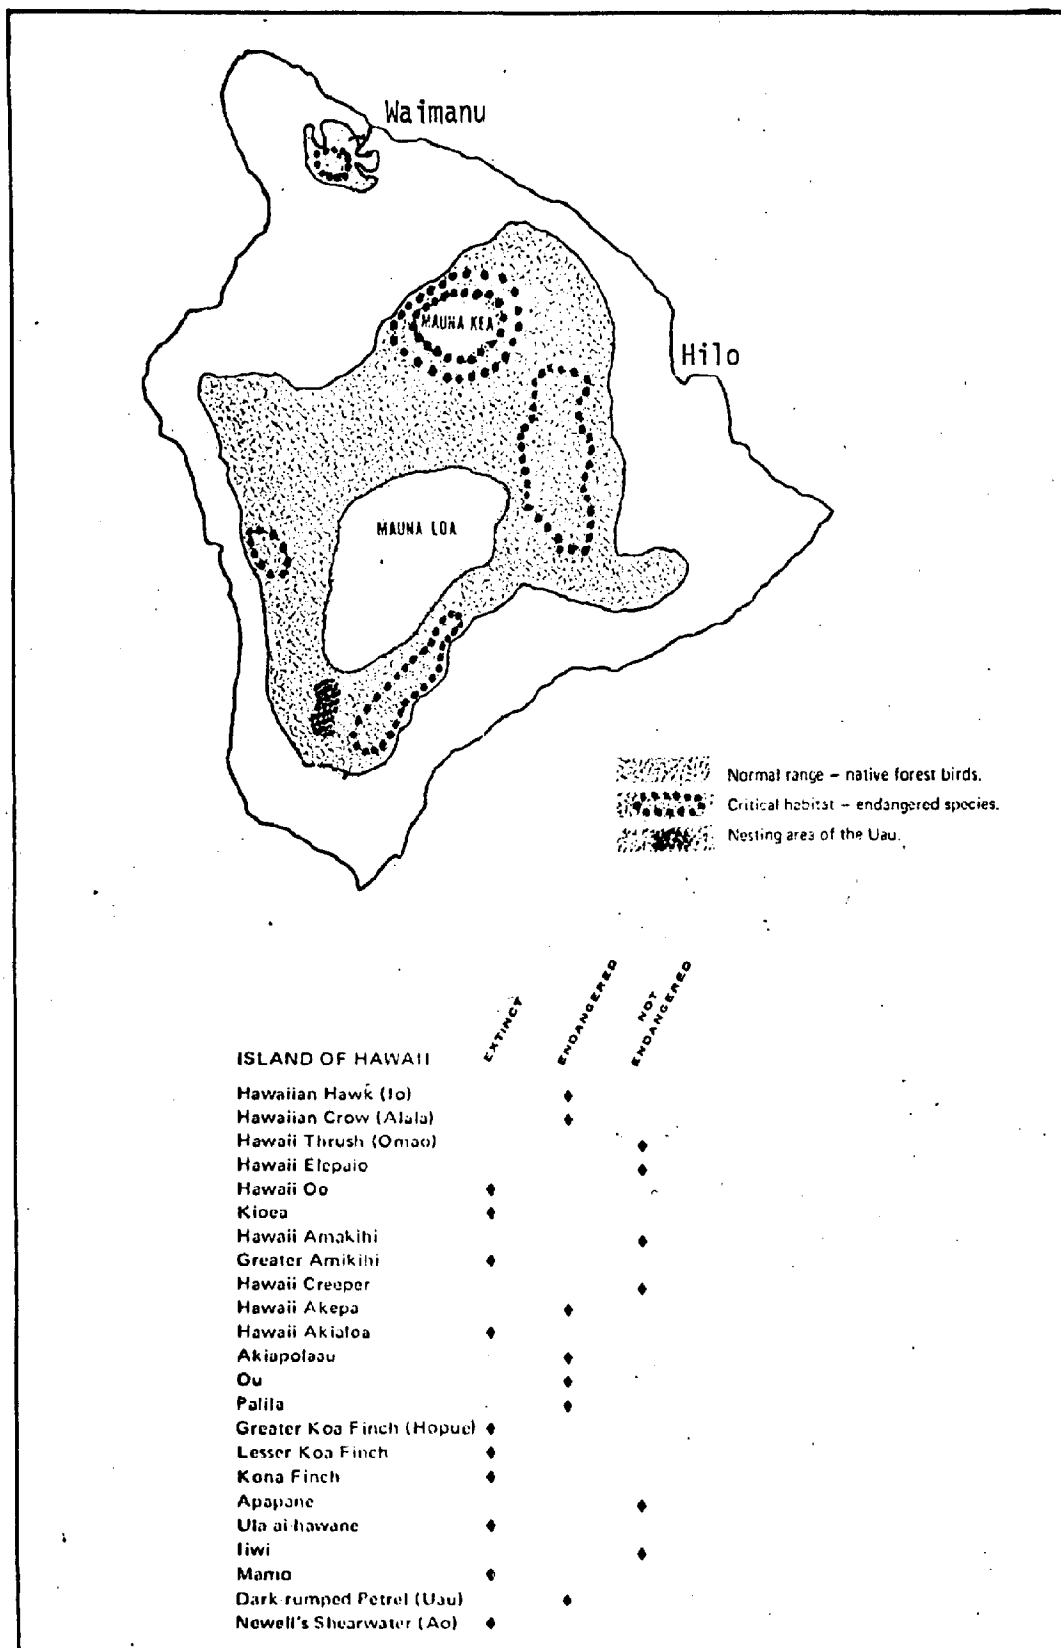 Waimanu
MAUNA KEA
Hilo
MAUNA LOA
Normal range – native forest birds.
Critical habitat – endangered species.
Nesting area of the Uau.
EXTINCT
ENDANGERED
NOT
ENDANGERED
ISLAND OF HAWAII
Hawaiian Hawk (Io)
Hawaiian Crow (Alala)
Hawaii Thrush (Omao)
Hawaii Elepaio
Hawaii Oo
Kioea
Hawaii Amakihi
Greater Amikihi
Hawaii Creeper
Hawaii Akepa
Hawaii Akialoa
Akiapolaau
Ou
Palila
Greater Koa Finch (Hopue)
Lesser Koa Finch
Kona Finch
Apapane
Ula-ai-hawane
Iiwi
Mamo
Dark-rumped Petrel (Uau)
Newell's Shearwater (Ao)